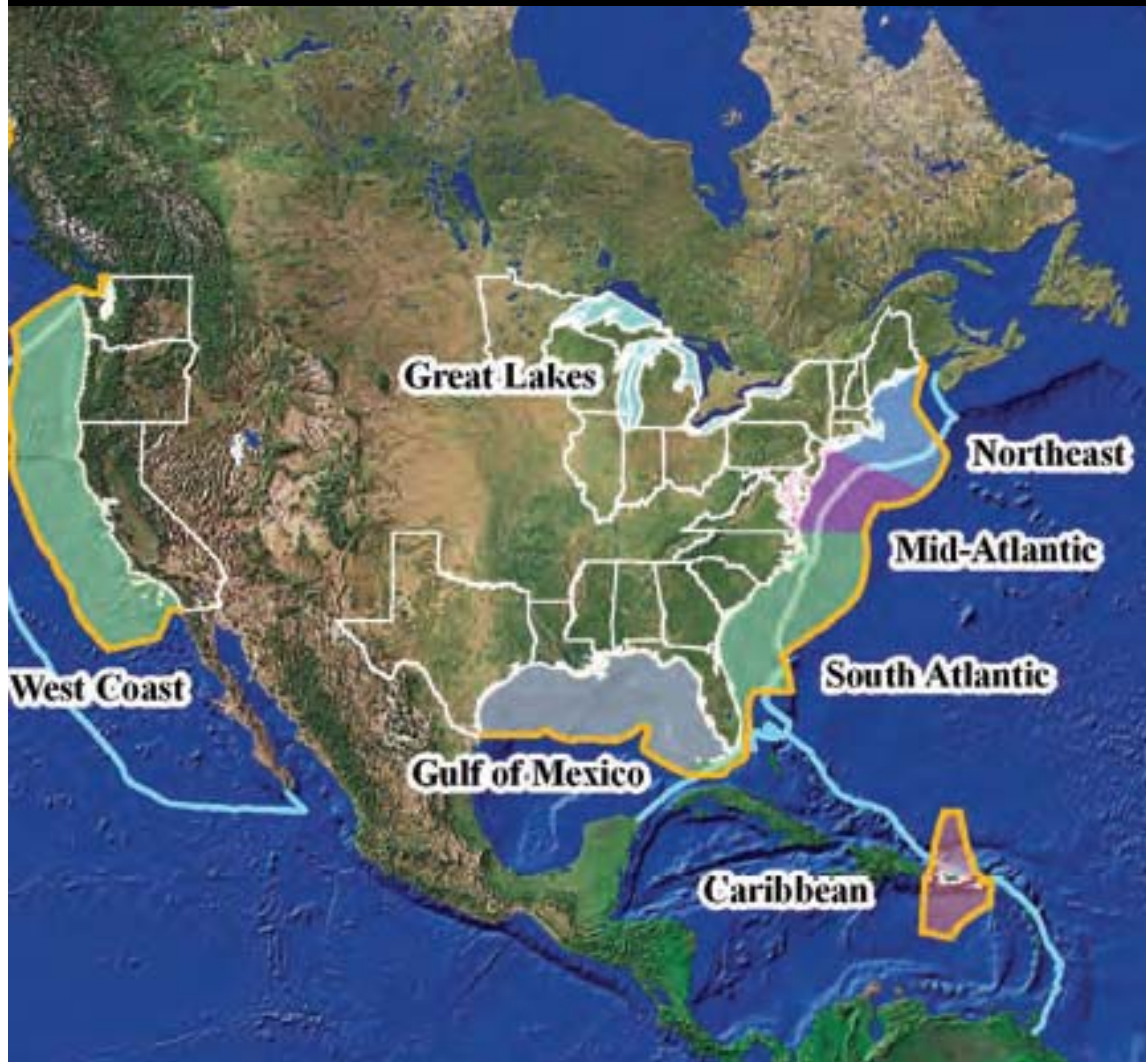 Great Lakes
Northeast
Mid-Atlantic
South Atlantic
West Coast
Gulf of Mexico
Caribbean